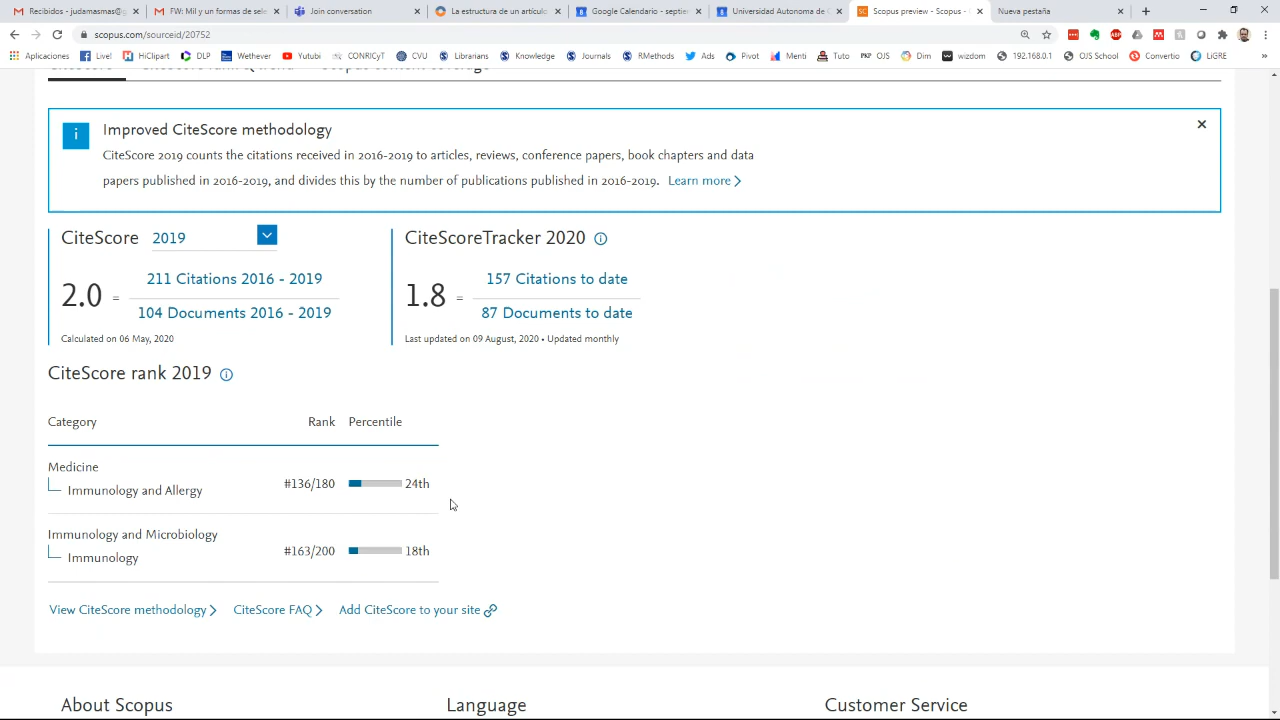 Recibidos - judamasmas@g
FW: Mil y un formas de sele
Join conversation
La estructura de un artículo
Google Calendario - septie
Universidad Autonoma de C
Scopus preview - Scopus -
Nueva pestaña
scopus.com/sourceid/20752
Aplicaciones Live! HiClipart DLP Wethever Yutubi CONRICyT CVU Librarians Knowledge Journals RMethods Ads Pivot Menti Tuto OJS Dim wizdom 192.168.0.1 OJS School Convertio LiGRE
Improved CiteScore methodology
CiteScore 2019 counts the citations received in 2016-2019 to articles, reviews, conference papers, book chapters and data
papers published in 2016-2019, and divides this by the number of publications published in 2016-2019. Learn more
CiteScore 2019
2.0 =
211 Citations 2016 - 2019
104 Documents 2016 - 2019
Calculated on 06 May, 2020
CiteScoreTracker 2020
1.8 =
157 Citations to date
87 Documents to date
Last updated on 09 August, 2020 • Updated monthly
CiteScore rank 2019
Category Rank Percentile
Medicine
Immunology and Allergy #136/180 24th
Immunology and Microbiology
Immunology #163/200 18th
View CiteScore methodology CiteScore FAQ Add CiteScore to your site
About Scopus Language Customer Service